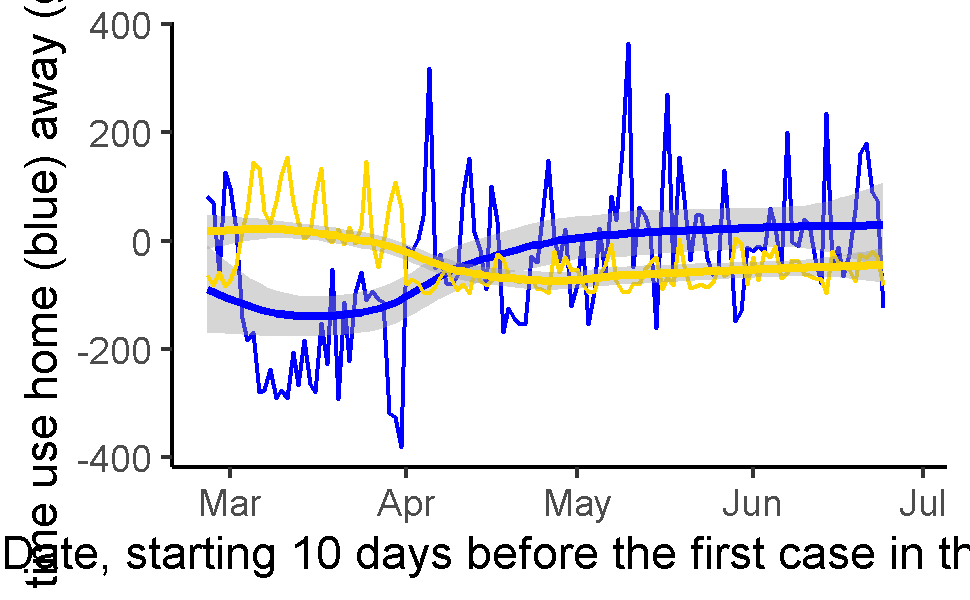 400
200
0
-200
-400
time use home (blue) away (
Mar Apr May Jun Jul
Date, starting 10 days before the first case in th